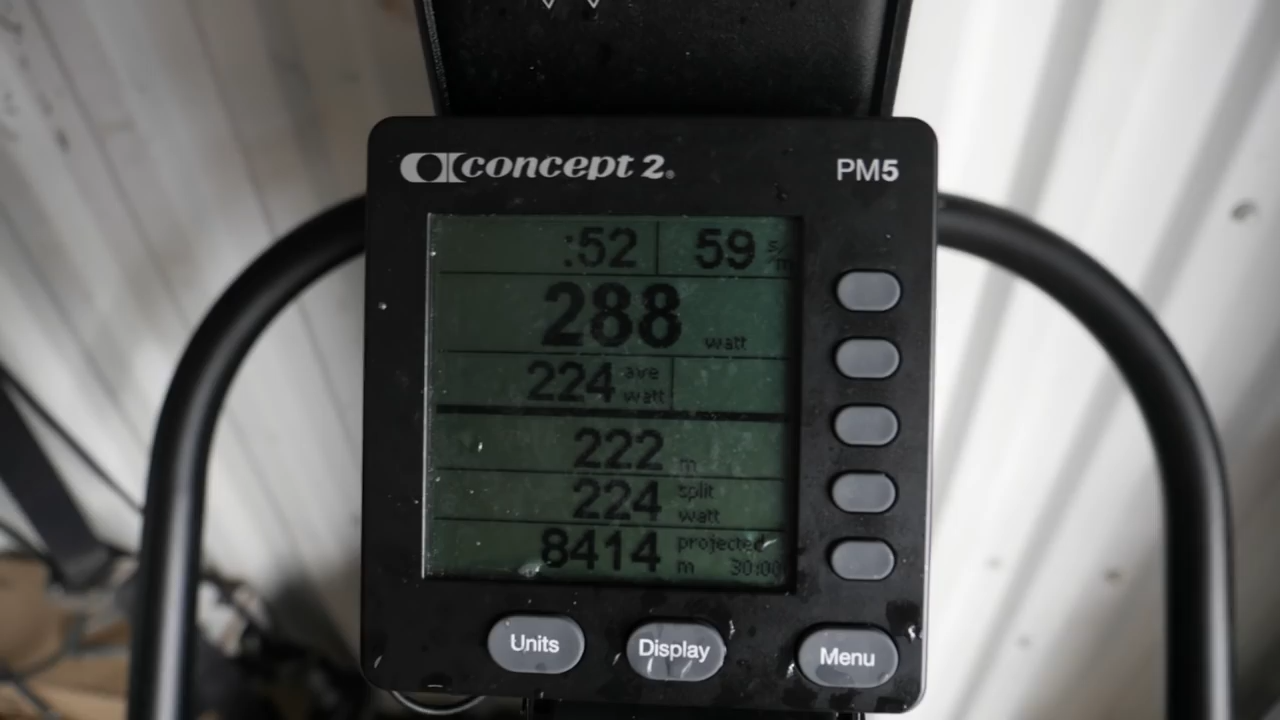 concept 2®
PM5
:52 59 s/m
288 watt
224 ave watt
222 m
224 split watt
8414 projected m 30:00
Units Display Menu